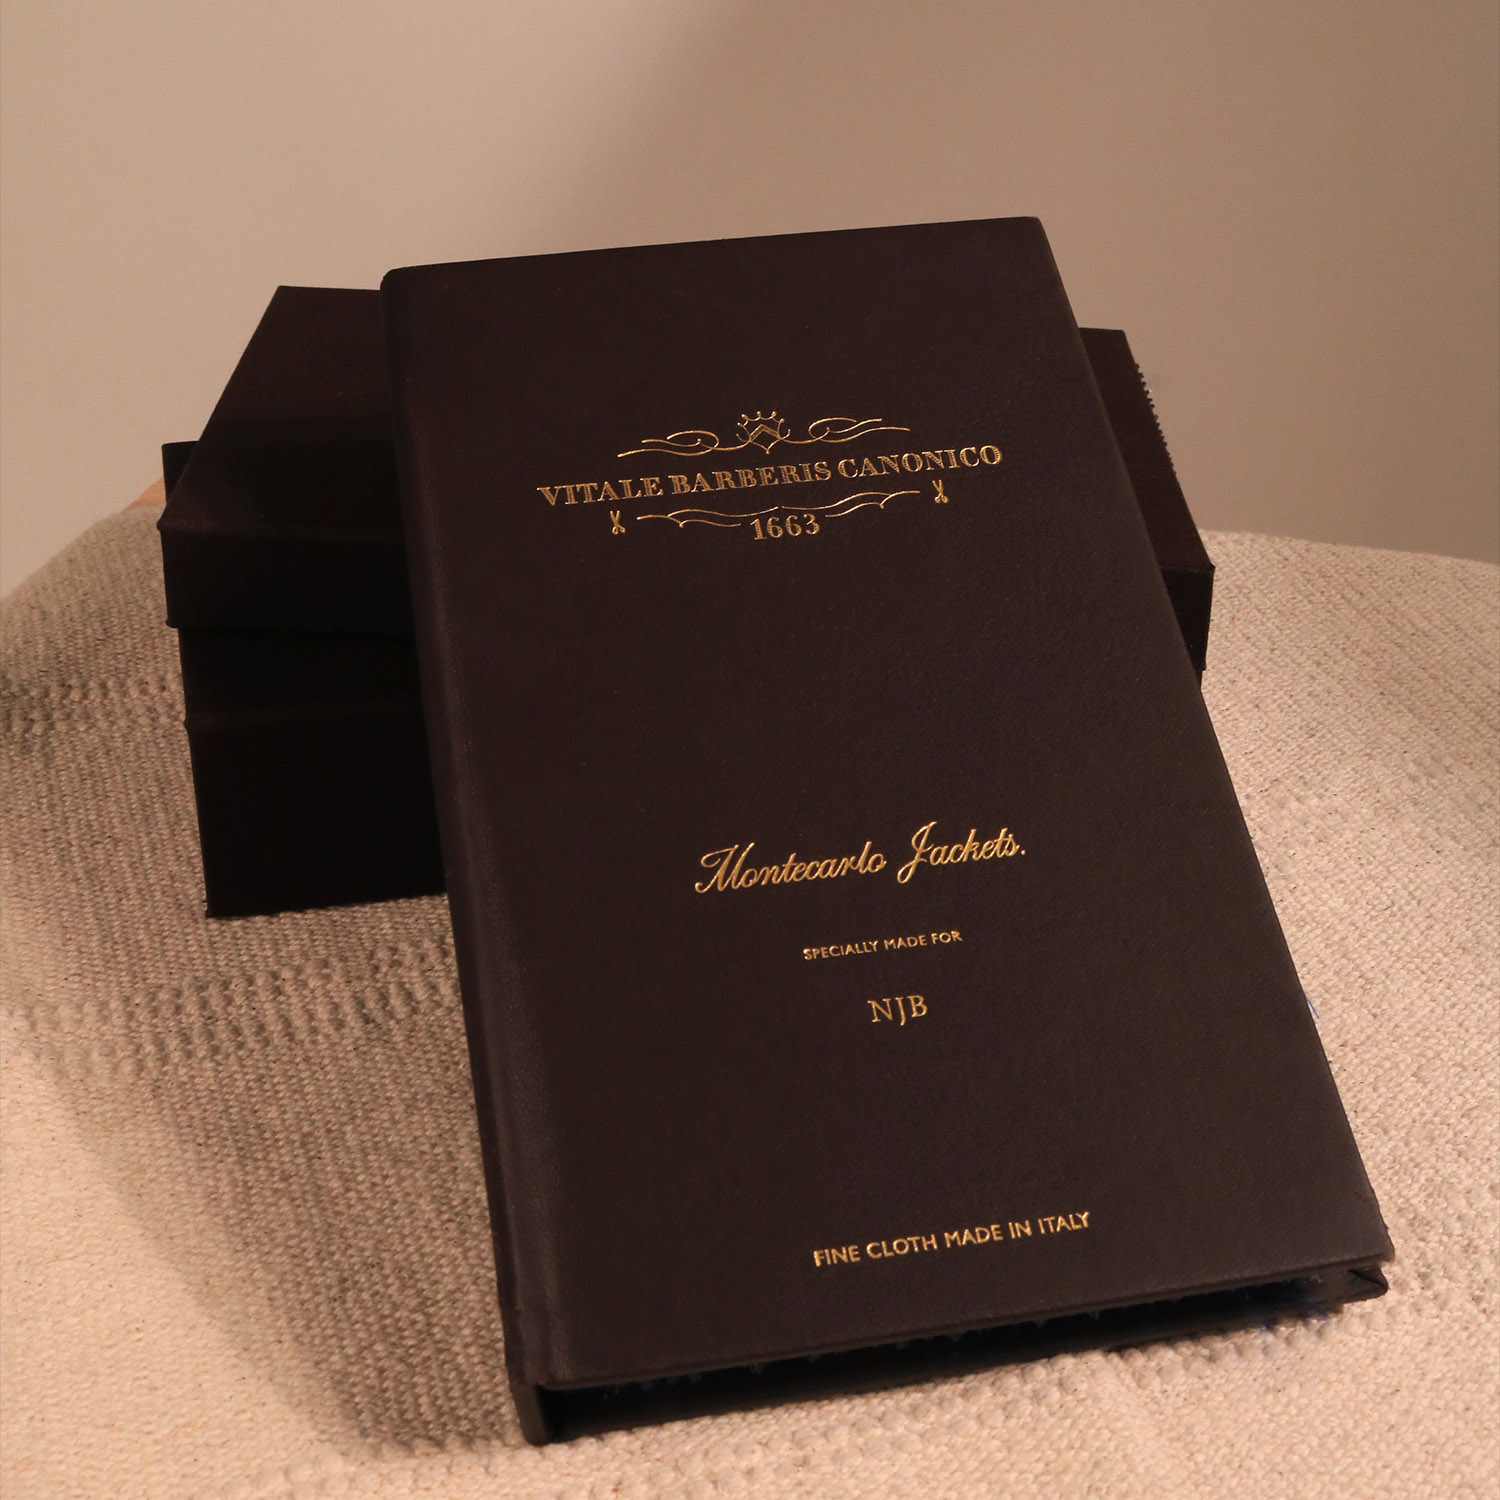 VITALE BARBERIS CANONICO
1663
Montecarlo Jackets.
SPECIALLY MADE FOR
NJB
FINE CLOTH MADE IN ITALY